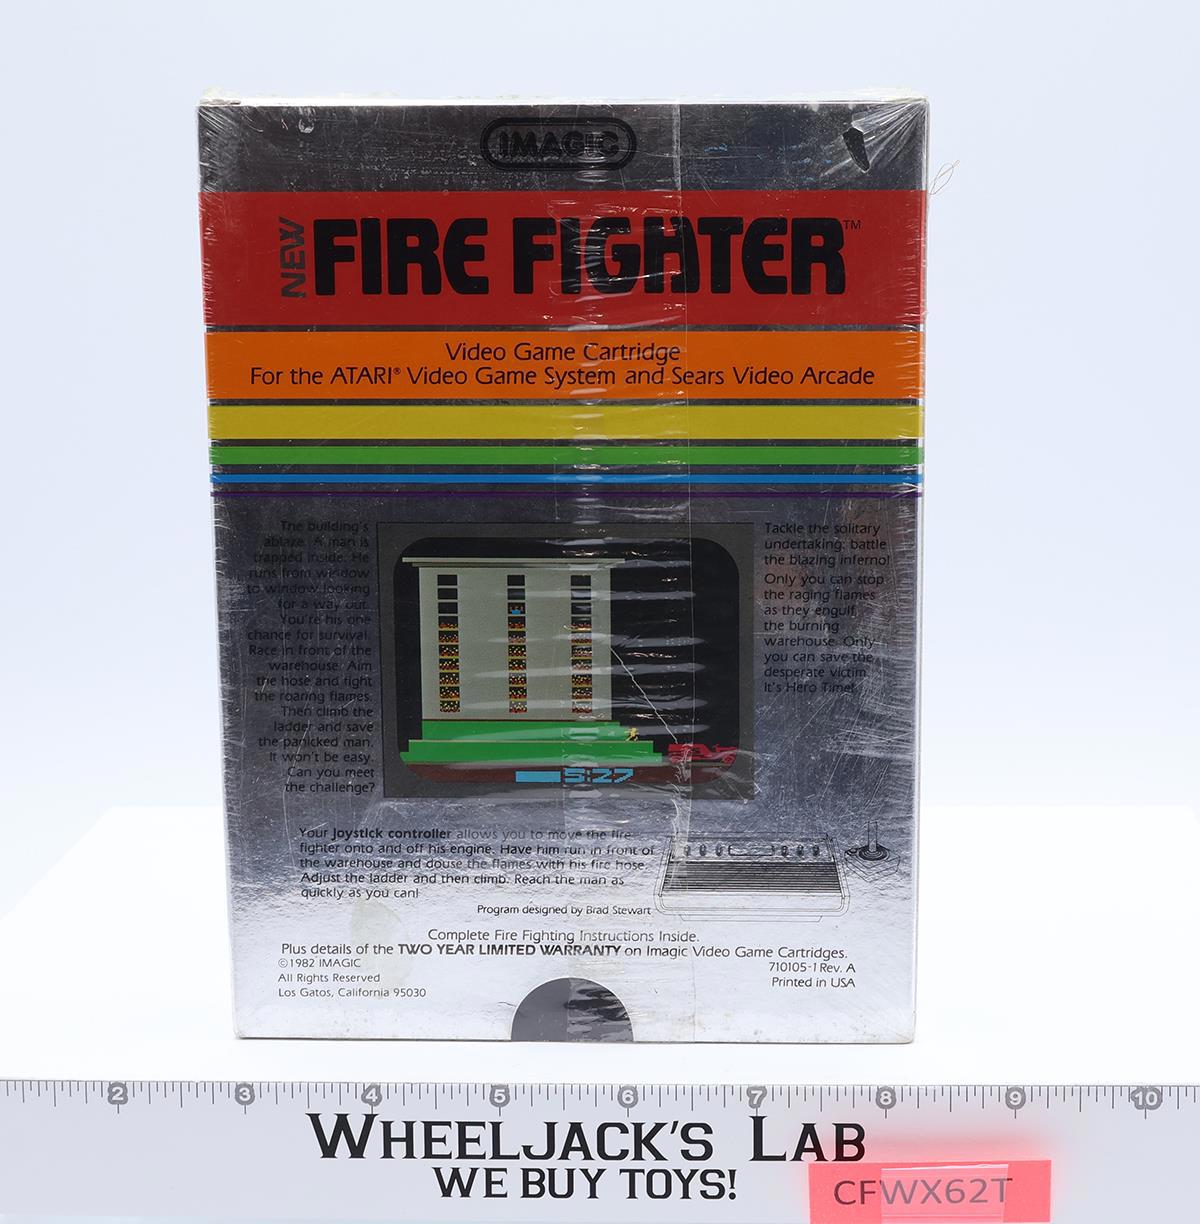 IMAGIC
NEW
FIRE FIGHTER™
Video Game Cartridge
For the ATARI® Video Game System and Sears Video Arcade
The building's
ablaze. A man is
trapped inside. He
runs from window
to window looking
for a way out.
You're his one
chance for survival.
Race in front of the
warehouse. Aim
the hose and fight
the roaring flames.
Then climb the
ladder and save
the panicked man.
It won't be easy.
Can you meet
the challenge?
5:27
Tackle the solitary
undertaking: battle
the blazing inferno!
Only you can stop
the raging flames
as they engulf
the burning
warehouse. Only
you can save the
desperate victim.
It's Hero Time!
Your Joystick controller allows you to move the fire
fighter onto and off his engine. Have him run in front of
the warehouse and douse the flames with his fire hose.
Adjust the ladder and then climb. Reach the man as
quickly as you can!
Program designed by Brad Stewart
Complete Fire Fighting Instructions Inside.
Plus details of the TWO YEAR LIMITED WARRANTY on Imagic Video Game Cartridges.
©1982 IMAGIC
All Rights Reserved
Los Gatos, California 95030
710105-1 Rev. A
Printed in USA
2 3 4 5 6 7 8 9 10
WHEELJACK'S LAB
WE BUY TOYS!
CFWX62T